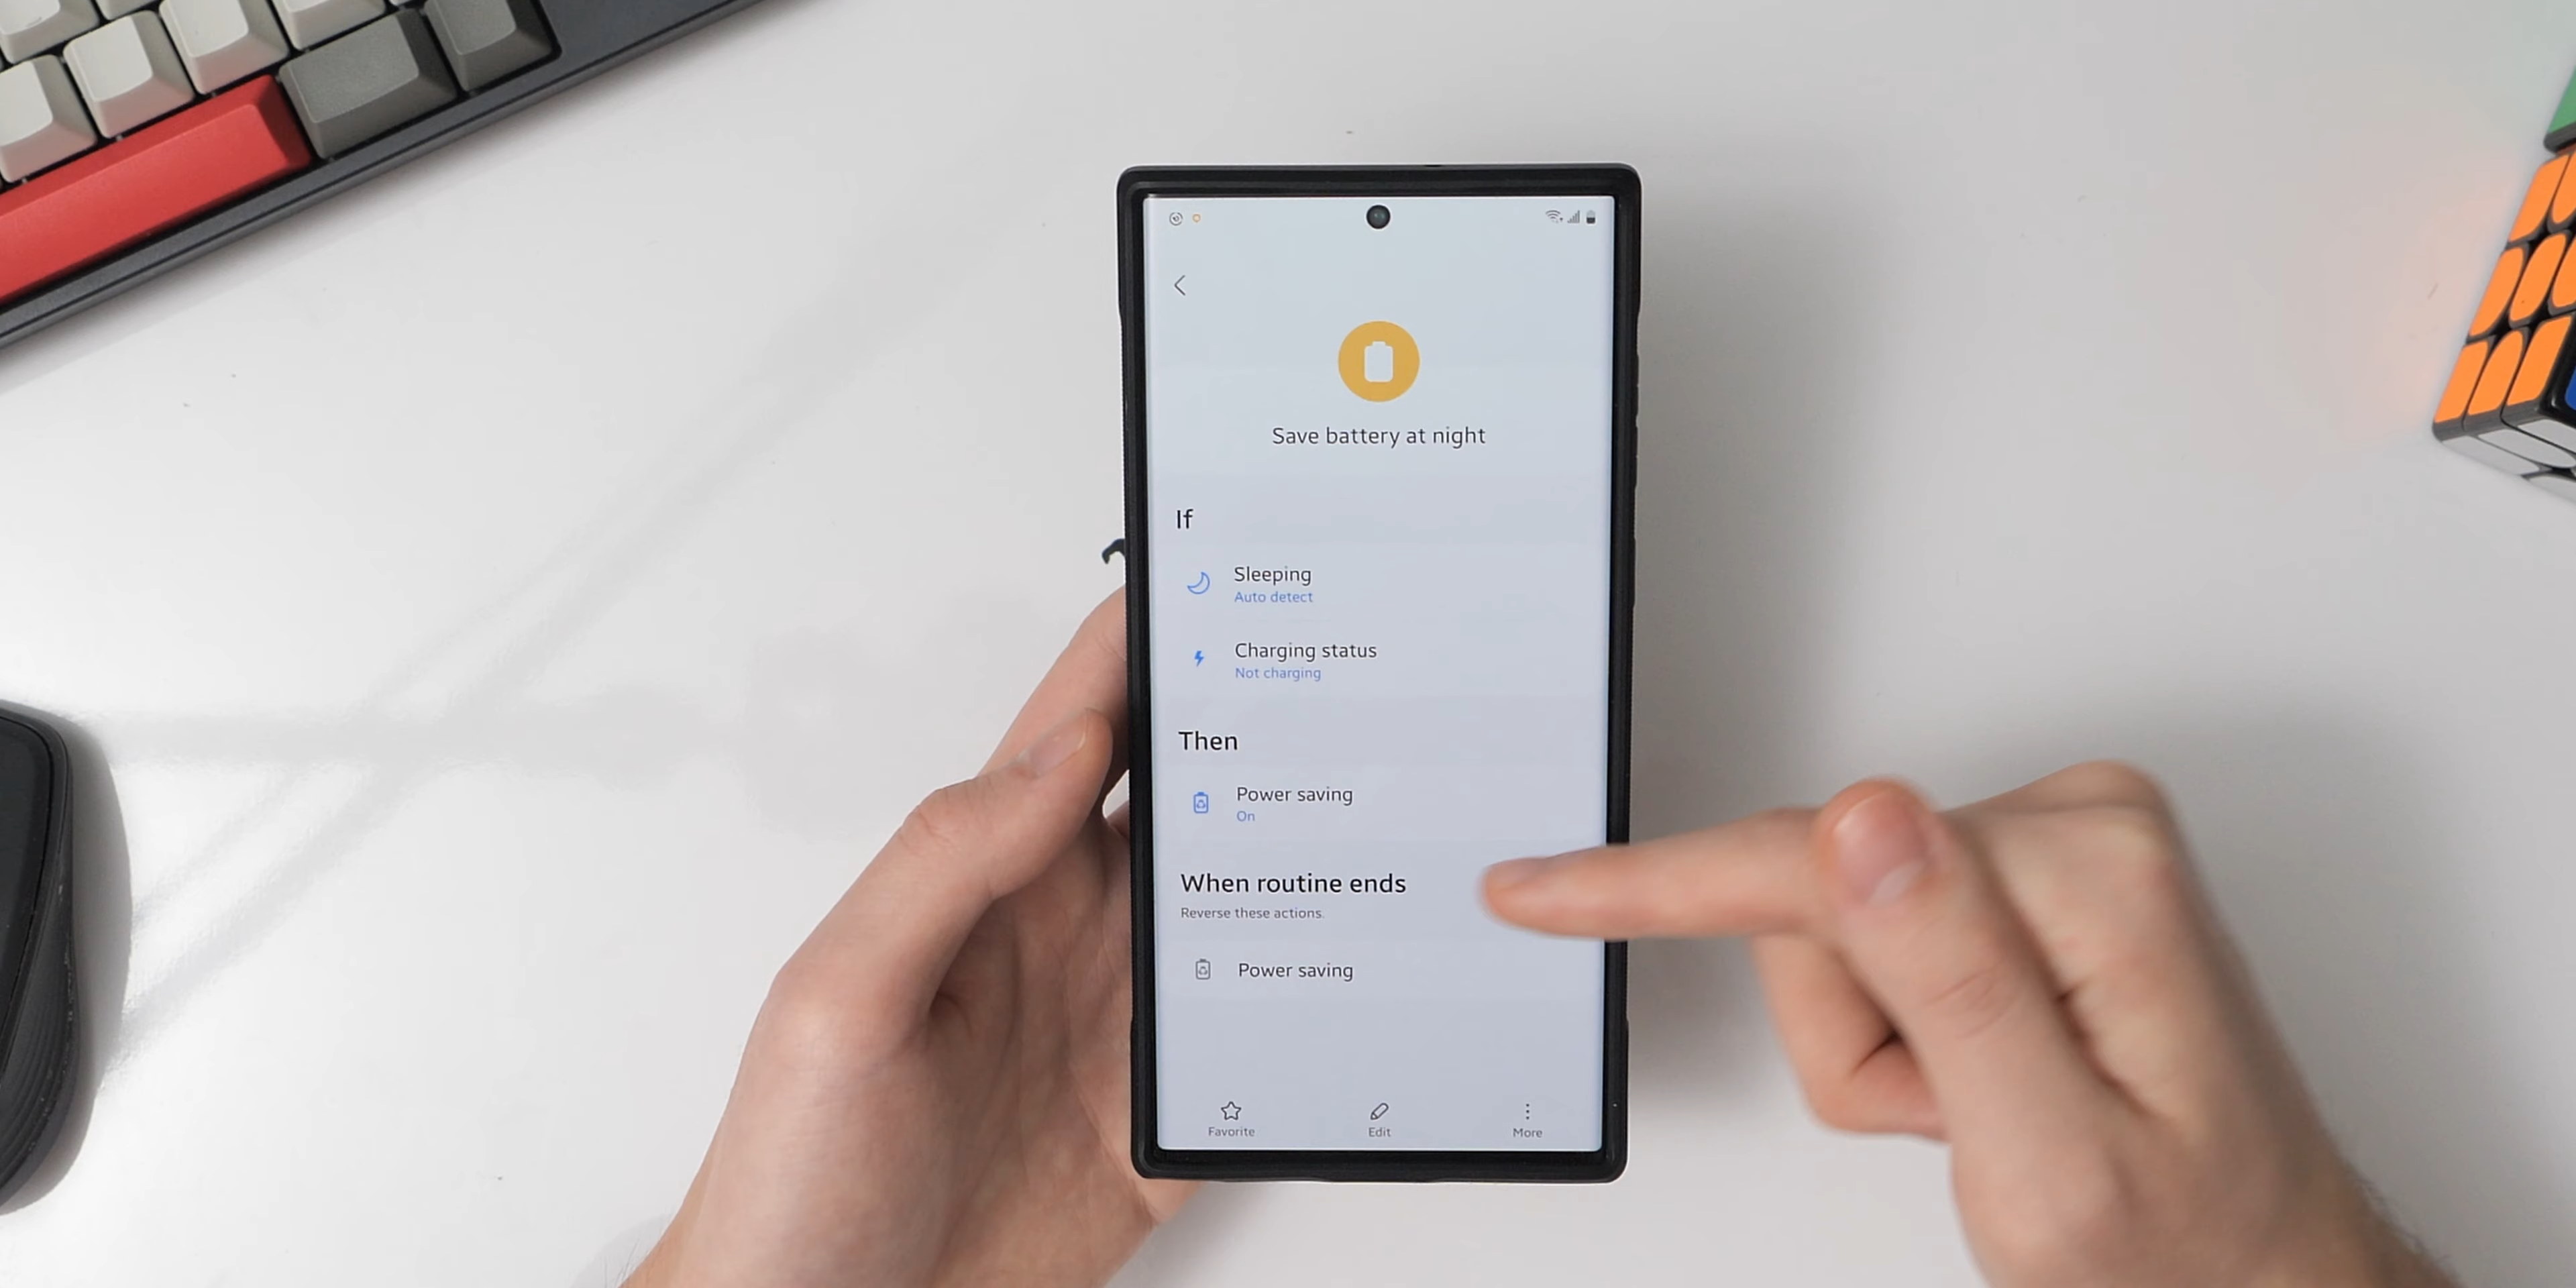 Save battery at night
If
Sleeping
Auto detect
Charging status
Not charging
Then
Power saving
On
When routine ends
Reverse these actions.
Power saving
Favorite
Edit
More